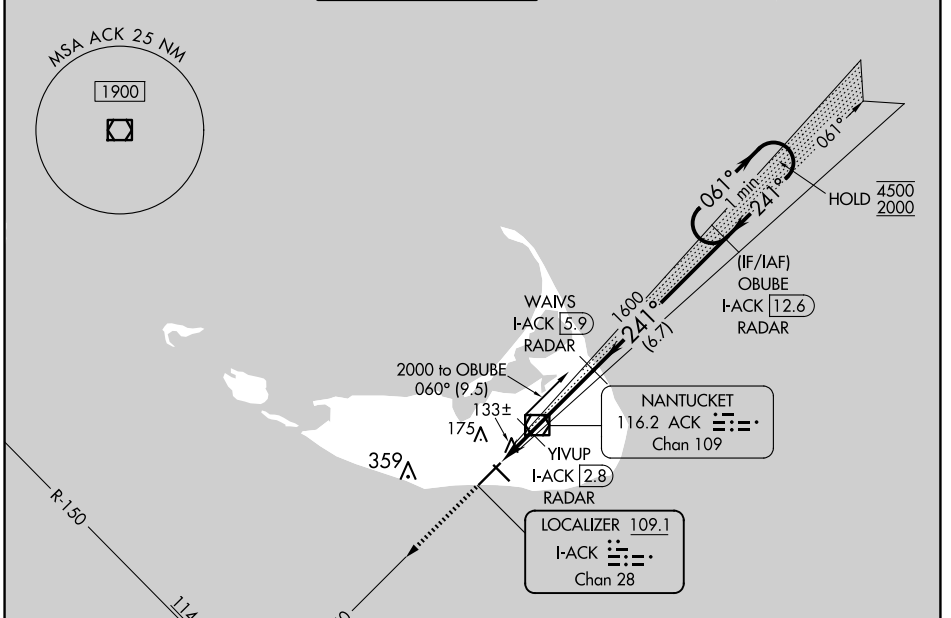 MSA ACK 25 NM
1900
061°
1 min
241°
061°
HOLD
4500
2000
(IF/IAF)
OBUBE
I-ACK 12.6
RADAR
WAIVS
I-ACK 5.9
RADAR
1600
241°
(6.7)
2000 to OBUBE
060° (9.5)
133±
175
359
NANTUCKET
116.2 ACK
Chan 109
YIVUP
I-ACK 2.8
RADAR
LOCALIZER 109.1
I-ACK
Chan 28
R-150